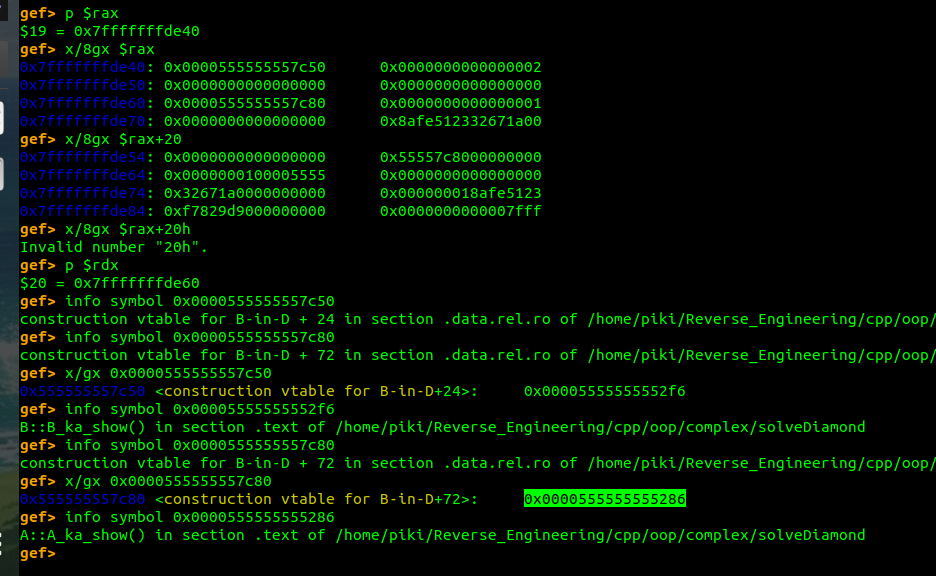 gef> p $rax
$19 = 0x7fffffffde40
gef> x/8gx $rax
0x7fffffffde40: 0x0000555555557c50 0x0000000000000002
0x7fffffffde50: 0x0000000000000000 0x0000000000000000
0x7fffffffde60: 0x0000555555557c80 0x0000000000000001
0x7fffffffde70: 0x0000000000000000 0x8afe512332671a00
gef> x/8gx $rax+20
0x7fffffffde54: 0x0000000000000000 0x55557c8000000000
0x7fffffffde64: 0x0000000100005555 0x0000000000000000
0x7fffffffde74: 0x32671a0000000000 0x000000018afe5123
0x7fffffffde84: 0xf7829d9000000000 0x0000000000007fff
gef> x/8gx $rax+20h
Invalid number "20h".
gef> p $rdx
$20 = 0x7fffffffde60
gef> info symbol 0x0000555555557c50
construction vtable for B-in-D + 24 in section .data.rel.ro of /home/piki/Reverse_Engineering/cpp/oop/
gef> info symbol 0x0000555555557c80
construction vtable for B-in-D + 72 in section .data.rel.ro of /home/piki/Reverse_Engineering/cpp/oop/
gef> x/gx 0x0000555555557c50
0x555555557c50 <construction vtable for B-in-D+24>: 0x00005555555552f6
gef> info symbol 0x00005555555552f6
B::B_ka_show() in section .text of /home/piki/Reverse_Engineering/cpp/oop/complex/solveDiamond
gef> info symbol 0x0000555555557c80
construction vtable for B-in-D + 72 in section .data.rel.ro of /home/piki/Reverse_Engineering/cpp/oop/
gef> x/gx 0x0000555555557c80
0x555555557c80 <construction vtable for B-in-D+72>: 0x0000555555555286
gef> info symbol 0x0000555555555286
A::A_ka_show() in section .text of /home/piki/Reverse_Engineering/cpp/oop/complex/solveDiamond
gef>